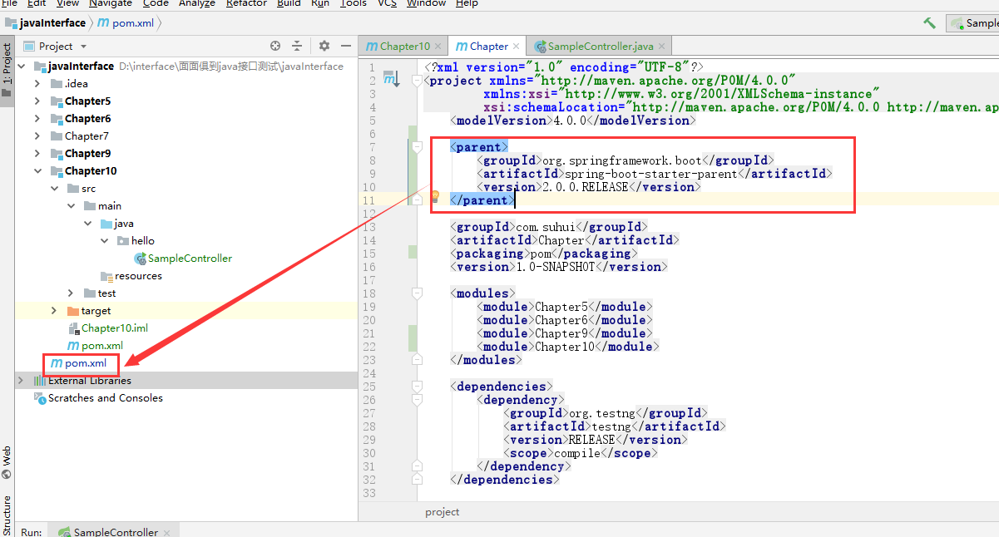 File Edit View Navigate Code Analyze Refactor Build Run Tools VCS Window Help
javaInterface pom.xml Sample
1: Project
Project
Chapter10 Chapter SampleController.java
javaInterface D:\interface\面面俱到java接口测试\javaInterface
.idea
Chapter5
Chapter6
Chapter7
Chapter9
Chapter10
src
main
java
hello
SampleController
resources
test
target
Chapter10.iml
pom.xml
pom.xml
External Libraries
Scratches and Consoles
1 <?xml version="1.0" encoding="UTF-8"?>
2 <project xmlns="http://maven.apache.org/POM/4.0.0"
3 xmlns:xsi="http://www.w3.org/2001/XMLSchema-instance"
4 xsi:schemaLocation="http://maven.apache.org/POM/4.0.0 http://maven.apa
5 <modelVersion>4.0.0</modelVersion>
6
7 <parent>
8 <groupId>org.springframework.boot</groupId>
9 <artifactId>spring-boot-starter-parent</artifactId>
10 <version>2.0.0.RELEASE</version>
11 </parent>
12
13 <groupId>com.suhui</groupId>
14 <artifactId>Chapter</artifactId>
15 <packaging>pom</packaging>
16 <version>1.0-SNAPSHOT</version>
17
18 <modules>
19 <module>Chapter5</module>
20 <module>Chapter6</module>
21 <module>Chapter9</module>
22 <module>Chapter10</module>
23 </modules>
24
25 <dependencies>
26 <dependency>
27 <groupId>org.testng</groupId>
28 <artifactId>testng</artifactId>
29 <version>RELEASE</version>
30 <scope>compile</scope>
31 </dependency>
32 </dependencies>
33
project
Web
Structure
Run: SampleController